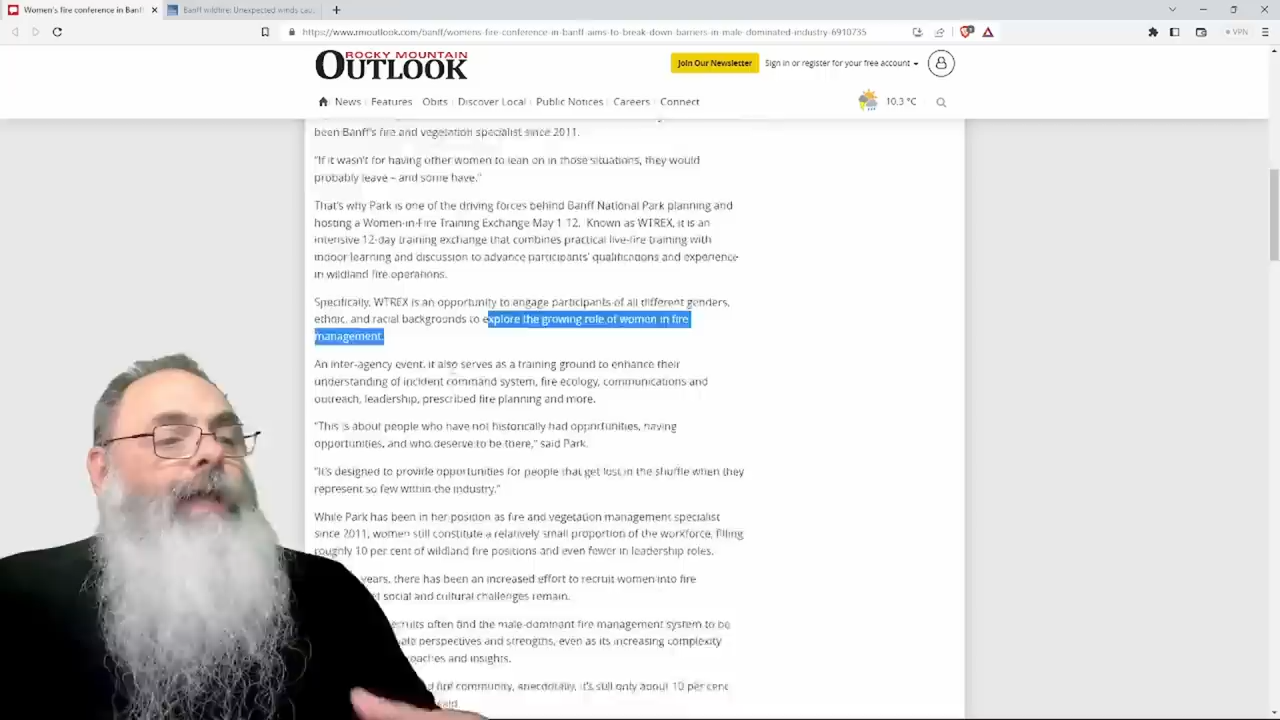 Women's fire conference in Banf
Banff wildfire: Unexpected winds cau
https://www.rmoutlook.com/banff/womens-fire-conference-in-banff-aims-to-break-down-barriers-in-male-dominated-industry-6910735
VPN
ROCKY MOUNTAIN
OUTLOOK
Join Our Newsletter
Sign in or register for your free account
News Features Obits Discover Local Public Notices Careers Connect
10.3 °C
been Banff's fire and vegetation specialist since 2011.
"If it wasn't for having other women to lean on in those situations, they would
probably leave – and some have."
That's why Park is one of the driving forces behind Banff National Park planning and
hosting a Women-in-Fire Training Exchange May 1-12. Known as WTREX, it is an
intensive 12-day training exchange that combines practical live-fire training with
indoor learning and discussion to advance participants' qualifications and experience
in wildland fire operations.
Specifically, WTREX is an opportunity to engage participants of all different genders,
ethnic, and racial backgrounds to explore the growing role of women in fire
management.
An inter-agency event, it also serves as a training ground to enhance their
understanding of incident command system, fire ecology, communications and
outreach, leadership, prescribed fire planning and more.
"This is about people who have not historically had opportunities, having
opportunities, and who deserve to be there," said Park.
"It's designed to provide opportunities for people that get lost in the shuffle when they
represent so few within the industry."
While Park has been in her position as fire and vegetation management specialist
since 2011, women still constitute a relatively small proportion of the workforce, filling
roughly 10 per cent of wildland fire positions and even fewer in leadership roles.
years, there has been an increased effort to recruit women into fire
social and cultural challenges remain.
recruits often find the male-dominant fire management system to be
perspectives and strengths, even as its increasing complexity
and insights.
fire community, anecdotally, it's still only about 10 per cent
said